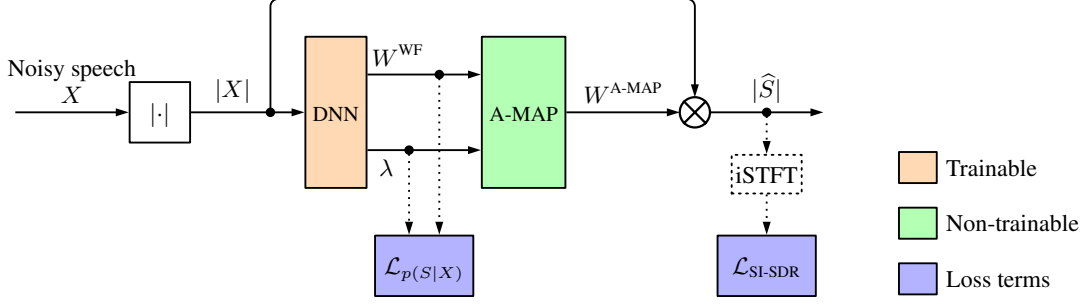 Noisy speech
X
|·|
|X|
DNN
W^WF
λ
A-MAP
W^A-MAP
|Ŝ|
iSTFT
ℒ_p(S|X)
ℒ_SI-SDR
Trainable
Non-trainable
Loss terms